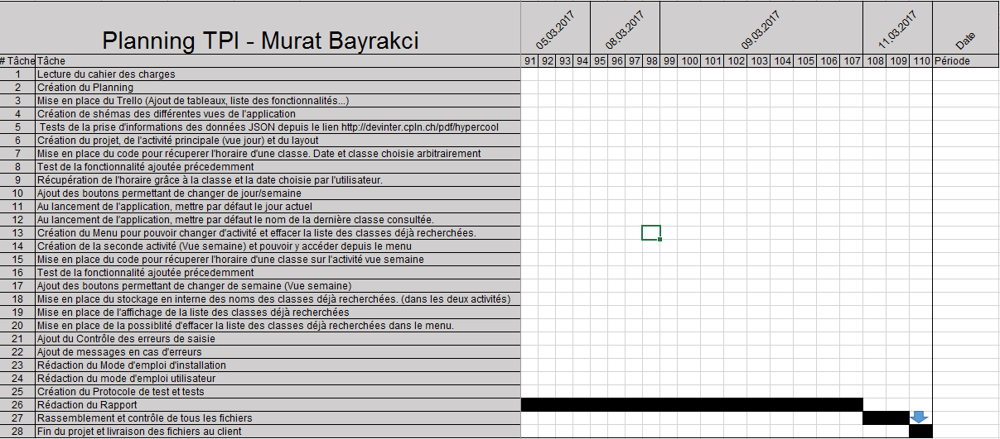 Planning TPI - Murat Bayrakci
05.03.2017 08.03.2017 09.03.2017 11.03.2017 Date
# Tâche Tâche 91 92 93 94 95 96 97 98 99 100 101 102 103 104 105 106 107 108 109 110 Période
1 Lecture du cahier des charges
2 Création du Planning
3 Mise en place du Trello (Ajout de tableaux, liste des fonctionnalités...)
4 Création de shémas des différentes vues de l'application
5 Tests de la prise d'informations des données JSON depuis le lien http://devinter.cpln.ch/pdf/hypercool
6 Création du projet, de l'activité principale (vue jour) et du layout
7 Mise en place du code pour récuperer l'horaire d'une classe. Date et classe choisie arbitrairement
8 Test de la fonctionnalité ajoutée précedemment
9 Récupération de l'horaire grâce à la classe et la date choisie par l'utilisateur.
10 Ajout des boutons permettant de changer de jour/semaine
11 Au lancement de l'application, mettre par défaut le jour actuel
12 Au lancement de l'application, mettre par défaut le nom de la dernière classe consultée.
13 Création du Menu pour pouvoir changer d'activité et effacer la liste des classes déjà recherchées.
14 Création de la seconde activité (Vue semaine) et pouvoir y accéder depuis le menu
15 Mise en place du code pour récuperer l'horaire d'une classe sur l'activité vue semaine
16 Test de la fonctionnalité ajoutée précedemment
17 Ajout des boutons permettant de changer de semaine (Vue semaine)
18 Mise en place du stockage en interne des noms des classes déjà recherchées. (dans les deux activités)
19 Mise en place de l'affichage de la liste des classes déjà recherchées
20 Mise en place de la possiblité d'effacer la liste des classes déjà recherchées dans le menu.
21 Ajout du Contrôle des erreurs de saisie
22 Ajout de messages en cas d'erreurs
23 Rédaction du Mode d'emploi d'installation
24 Rédaction du mode d'emploi utilisateur
25 Création du Protocole de test et tests
26 Rédaction du Rapport
27 Rassemblement et contrôle de tous les fichiers
28 Fin du projet et livraison des fichiers au client